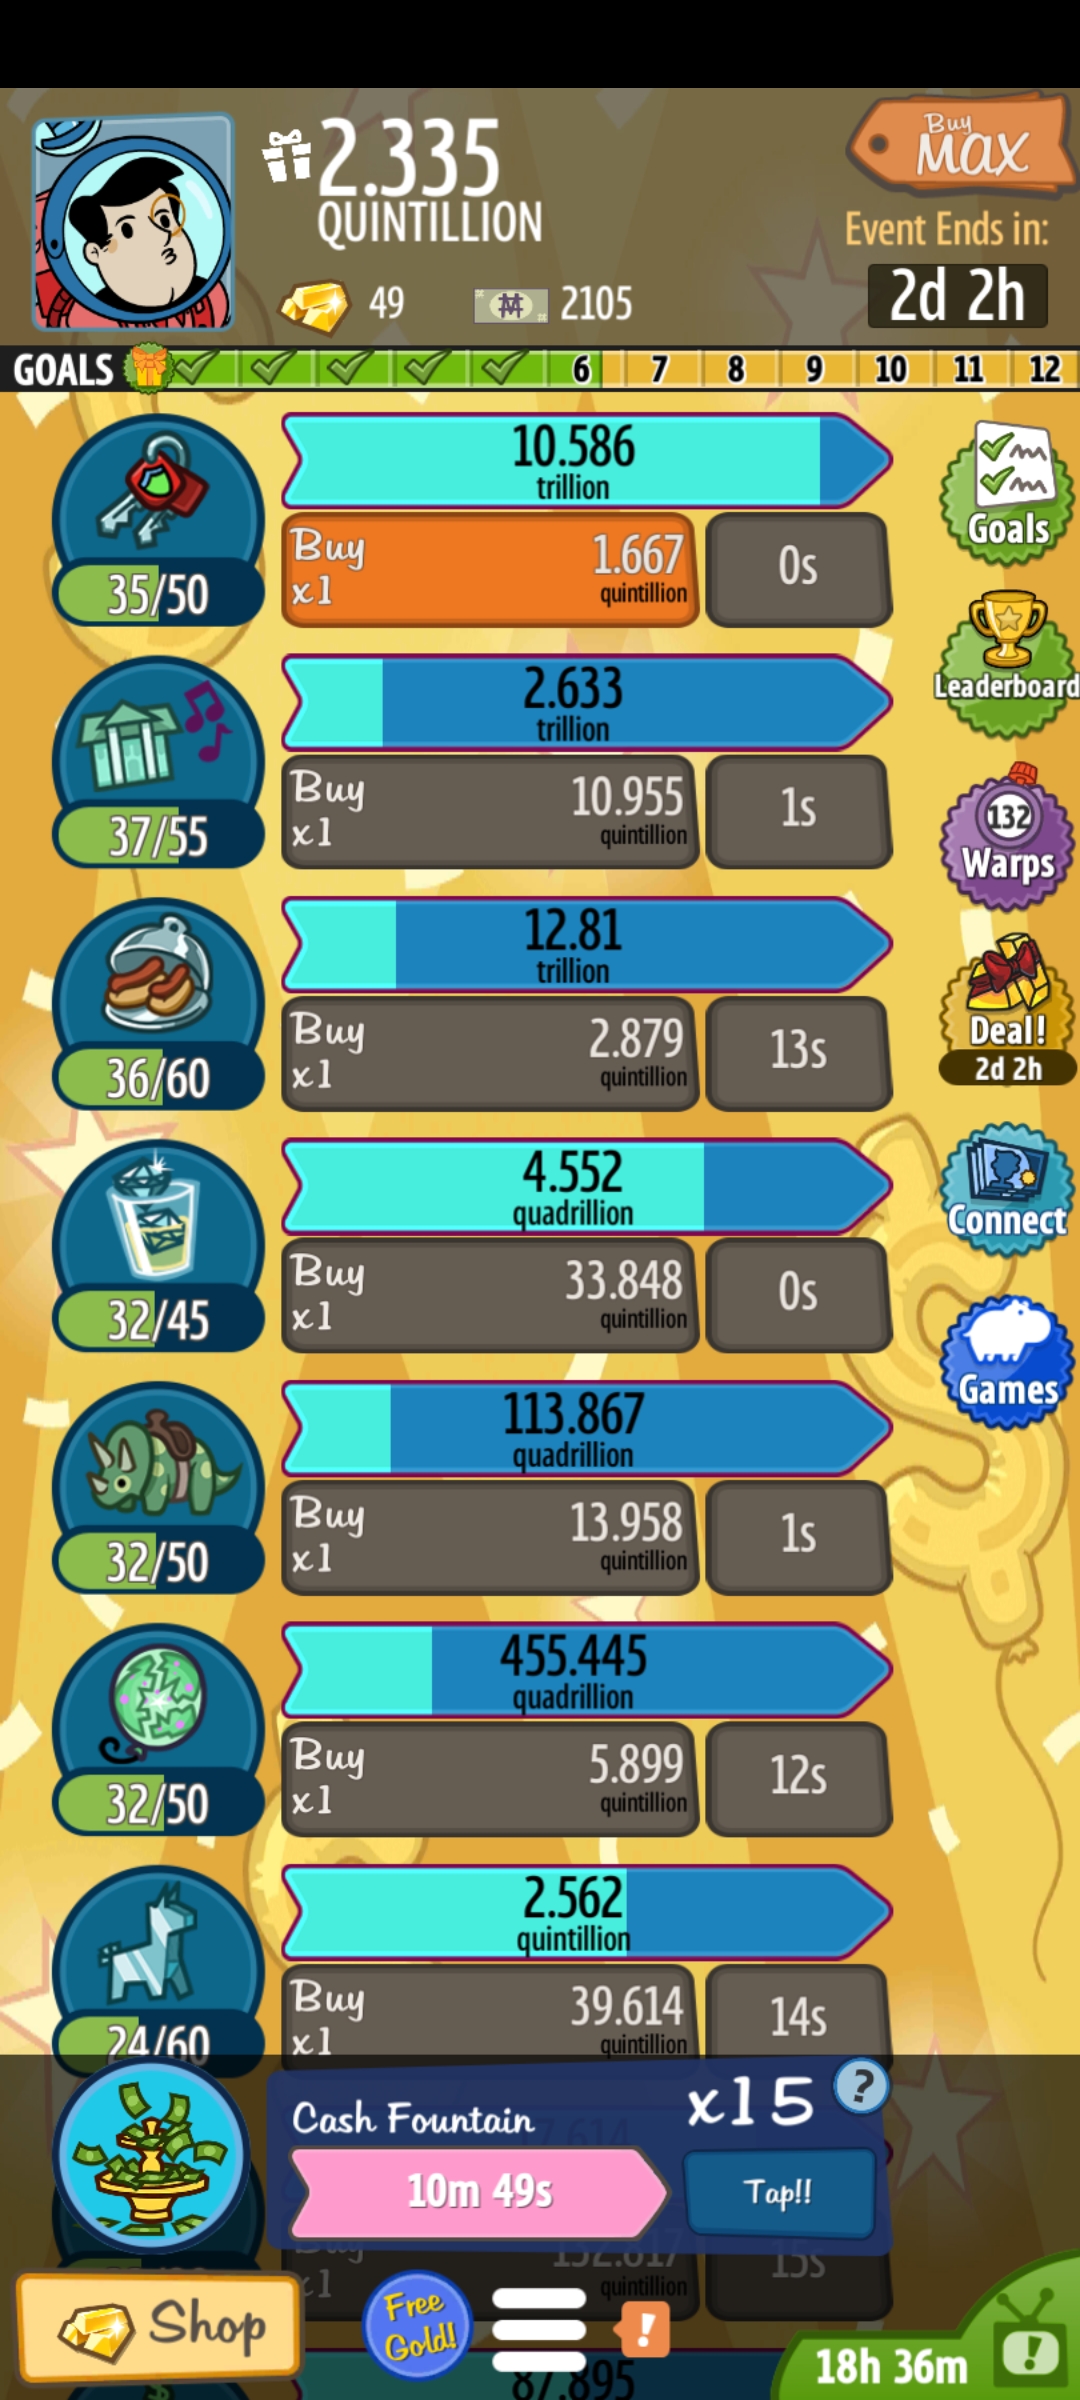 2.335
QUINTILLION
Buy
MAX
Event Ends in:
2d 2h
49
2105
GOALS
6 7 8 9 10 11 12
10.586
trillion
Buy
x1
1.667
quintillion
0s
35/50
Goals
Leaderboard
2.633
trillion
Buy
x1
10.955
quintillion
1s
37/55
132
Warps
12.81
trillion
Buy
x1
2.879
quintillion
13s
36/60
Deal!
2d 2h
4.552
quadrillion
Buy
x1
33.848
quintillion
0s
32/45
Connect
113.867
quadrillion
Buy
x1
13.958
quintillion
1s
32/50
Games
455.445
quadrillion
Buy
x1
5.899
quintillion
12s
32/50
2.562
quintillion
Buy
x1
39.614
quintillion
14s
24/60
Cash Fountain
x15
?
10m 49s
Tap!!
Buy
x1
132.617
quintillion
15s
Shop
Free
Gold!
!
87.895
18h 36m
!